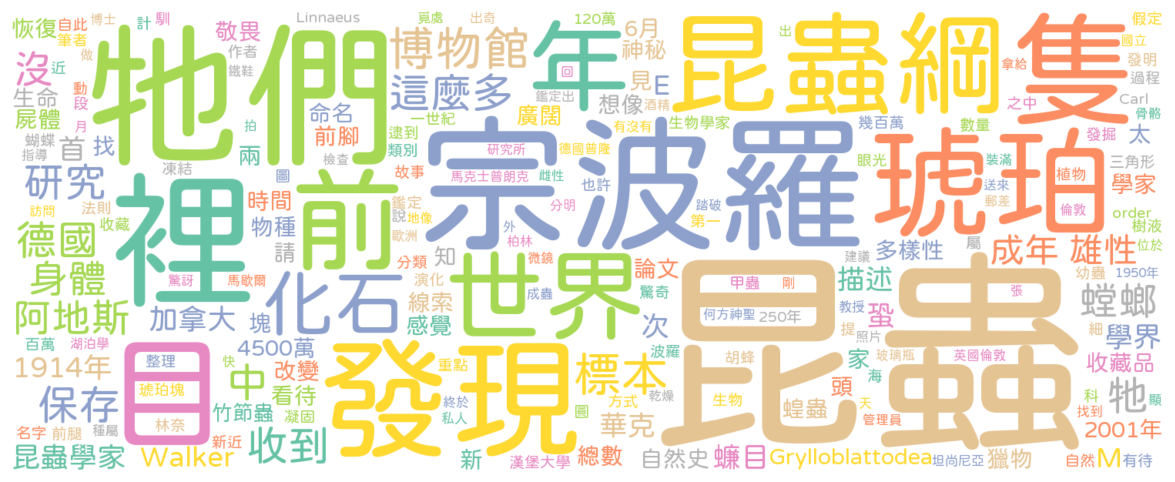 恢復 自此 博士 計 馴 Linnaeus 覓處 出奇 120萬 6月 出 假定
筆者 做 敬畏 博物館 年 神秘 昆蟲綱 隻 國立
沒 近 牠們 作者 鐵鞋 回 見 E 拿給 發明
生命 動 段 這麼多 鑑定出 想像 酒精 之中 過程
屍體 月 拍 命名 一世紀 廣闊 有沒有 生物學家 幾百萬 數量 Carl 骨骼
蝴蝶 首 找 兩 前腳 逮到 德國普隆 發掘 太
指導 凍結 檢查 類別 研究所 宗波羅 眼光 琥珀 裝滿 三角形
研究 裡 圖 故事 馬克士普朗克 雌性 也許 植物 學家
訪問 法則 時間 前 鑑定 分明 踏破 送來 郵差 倫敦 order
收藏 物種 說 地像 外 第一 樹液
德國 請 歐洲 柏林 多樣性 屬 成年 雄性 位於
身體 驚訝 馬歇爾 分類 知 微鏡 世界 論文 建議 描述 幼蟲 1950年
化石 演化 線索 成蟲 驚奇 甲蟲 剛 昆蟲 張
阿地斯 加拿大 塊 感覺 次 何方神聖 250年 教授 蛩 螳螂
百萬 湖泊學 4500萬 波羅 提 照片 細 學界
1914年 目 整理 快 改變 發現 重點 標本 胡蜂 家 玻璃瓶 英國倫敦 收藏品
琥珀塊 中 看待 方式 乾燥 生物 頭 海 科 牠 顯
保存 竹節蟲 凝固 終於 圓 蝗蟲 天 找到
名字 前腿 種屬 林奈 新近 收到 私人 華克 管理員 2001年
昆蟲學家 Walker 新 漢堡大學 總數 自然史 蠊目 Grylloblattodea 坦尚尼亞 獵物 自然 M 有待